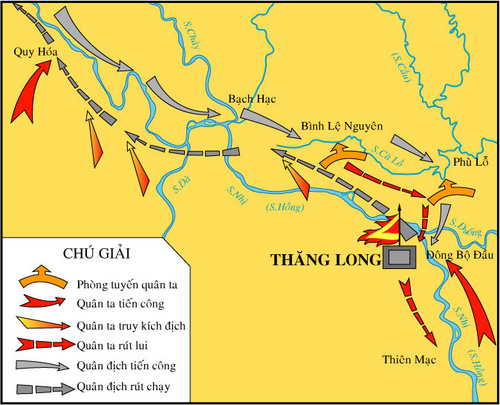 Quy Hóa
S.Chảy
(S.Cầu)
Bạch Hạc
Bình Lệ Nguyên
S.Cà Lồ
Phù Lỗ
S.Đà
S.Nhị
(S.Hồng)
S.Đuống
THĂNG LONG
Đông Bộ Đầu
S.Nhị
(S.Hồng)
Thiên Mạc
CHÚ GIẢI
Phòng tuyến quân ta
Quân ta tiến công
Quân ta truy kích địch
Quân ta rút lui
Quân địch tiến công
Quân địch rút chạy